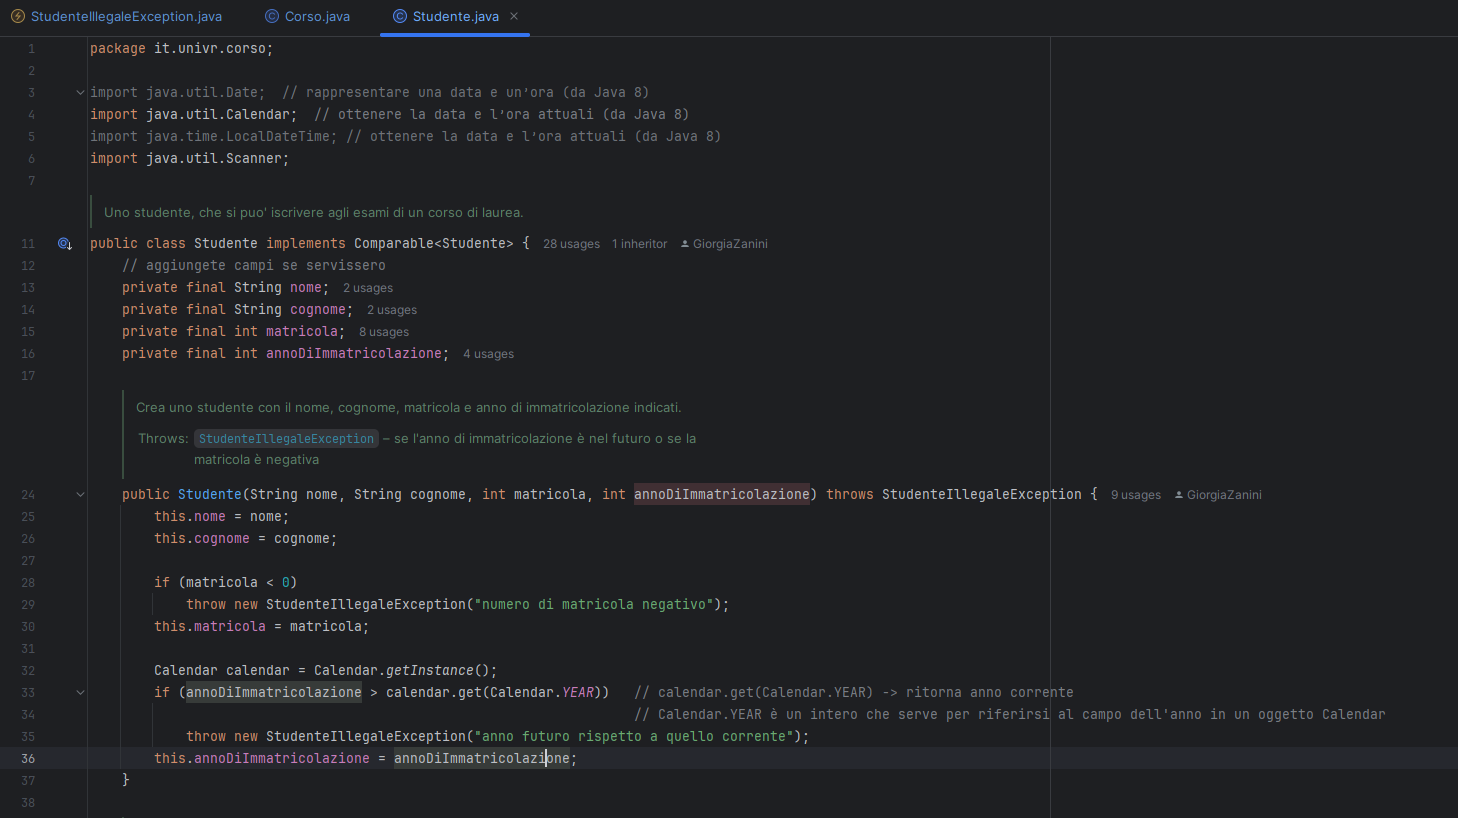 StudenteIllegaleException.java Corso.java Studente.java
1 package it.univr.corso;
2
3 import java.util.Date;  // rappresentare una data e un'ora (da Java 8)
4 import java.util.Calendar;  // ottenere la data e l'ora attuali (da Java 8)
5 import java.time.LocalDateTime; // ottenere la data e l'ora attuali (da Java 8)
6 import java.util.Scanner;
7
Uno studente, che si puo' iscrivere agli esami di un corso di laurea.
11 public class Studente implements Comparable<Studente> { 28 usages 1 inheritor GiorgiaZanini
12 // aggiungete campi se servissero
13 private final String nome; 2 usages
14 private final String cognome; 2 usages
15 private final int matricola; 8 usages
16 private final int annoDiImmatricolazione; 4 usages
17
Crea uno studente con il nome, cognome, matricola e anno di immatricolazione indicati.
Throws: StudenteIllegaleException – se l'anno di immatricolazione è nel futuro o se la
matricola è negativa
24 public Studente(String nome, String cognome, int matricola, int annoDiImmatricolazione) throws StudenteIllegaleException { 9 usages GiorgiaZanini
25 this.nome = nome;
26 this.cognome = cognome;
27
28 if (matricola < 0)
29 throw new StudenteIllegaleException("numero di matricola negativo");
30 this.matricola = matricola;
31
32 Calendar calendar = Calendar.getInstance();
33 if (annoDiImmatricolazione > calendar.get(Calendar.YEAR))   // calendar.get(Calendar.YEAR) -> ritorna anno corrente
34 // Calendar.YEAR è un intero che serve per riferirsi al campo dell'anno in un oggetto Calendar
35 throw new StudenteIllegaleException("anno futuro rispetto a quello corrente");
36 this.annoDiImmatricolazione = annoDiImmatricolazione;
37 }
38